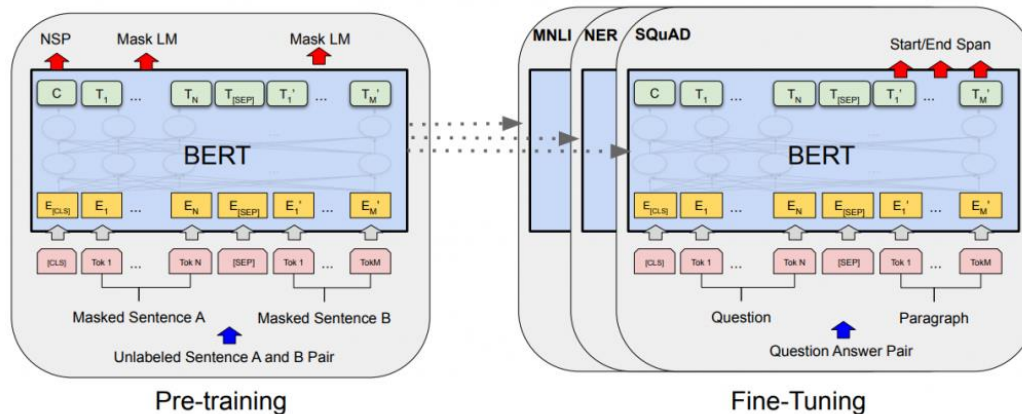 NSP Mask LM Mask LM
C T1 ... TN T[SEP] T1' ... TM'
BERT
E[CLS] E1 ... EN E[SEP] E1' ... EM'
[CLS] Tok 1 ... Tok N [SEP] Tok 1 ... TokM
Masked Sentence A Masked Sentence B
Unlabeled Sentence A and B Pair
Pre-training
MNLI NER SQuAD
Start/End Span
C T1 ... TN T[SEP] T1' ... TM'
BERT
E[CLS] E1 ... EN E[SEP] E1' ... EM'
[CLS] Tok 1 ... Tok N [SEP] Tok 1 ... TokM
Question Paragraph
Question Answer Pair
Fine-Tuning